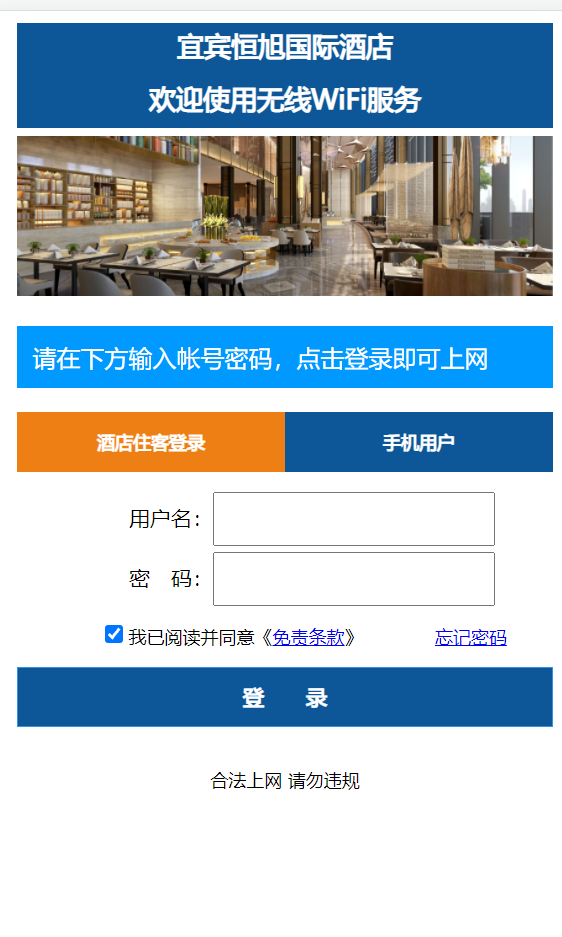 宜宾恒旭国际酒店
欢迎使用无线WiFi服务
请在下方输入帐号密码，点击登录即可上网
酒店住客登录 手机用户
用户名：
密 码：
我已阅读并同意《免责条款》 忘记密码
登 录
合法上网 请勿违规